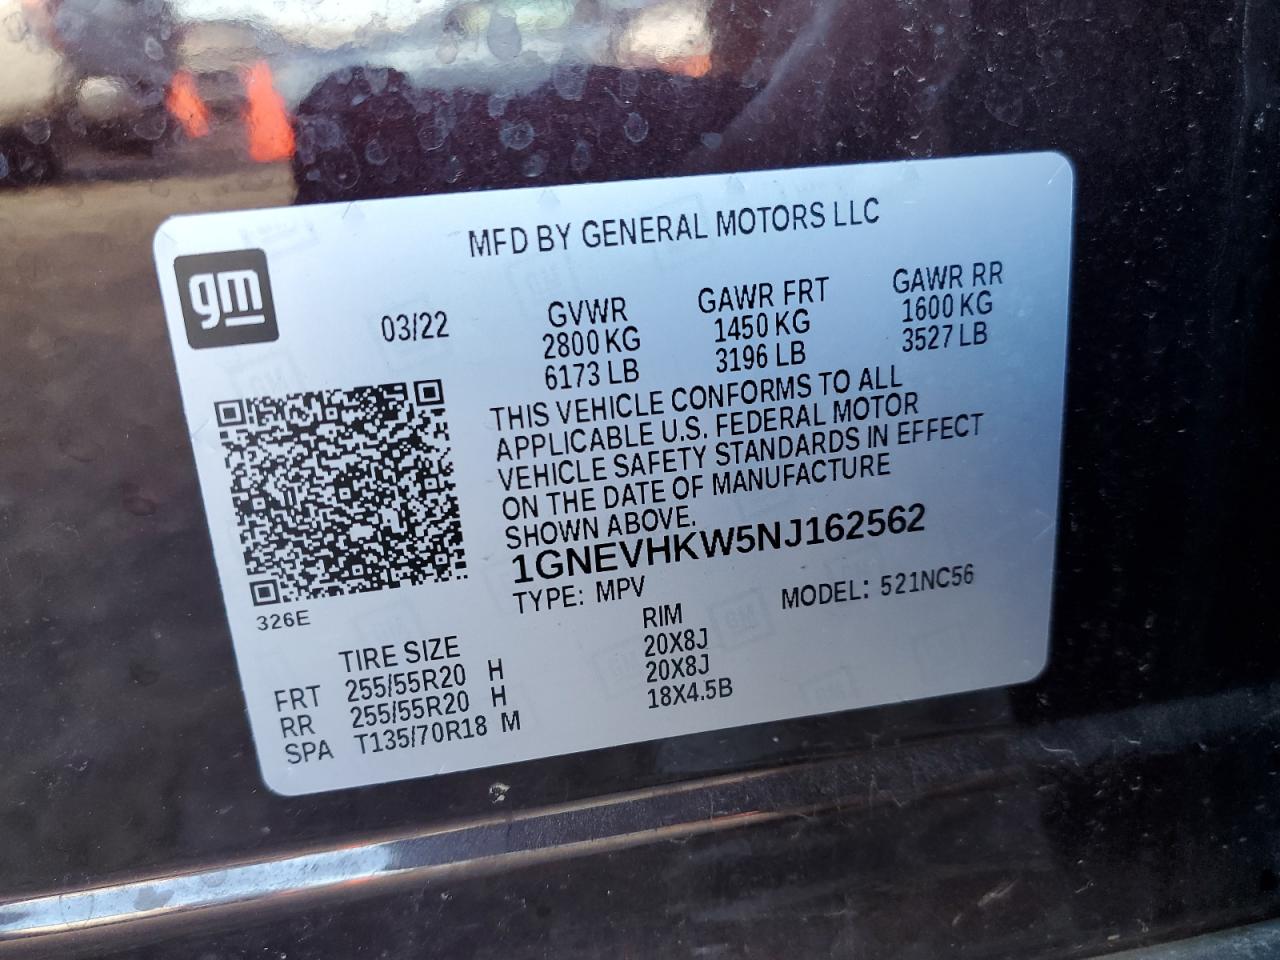 MFD BY GENERAL MOTORS LLC
gm
03/22
GVWR
2800 KG
6173 LB
GAWR FRT
1450 KG
3196 LB
GAWR RR
1600 KG
3527 LB
THIS VEHICLE CONFORMS TO ALL
APPLICABLE U.S. FEDERAL MOTOR
VEHICLE SAFETY STANDARDS IN EFFECT
ON THE DATE OF MANUFACTURE
SHOWN ABOVE.
1GNEVHKW5NJ162562
TYPE: MPV MODEL: 521NC56
326E
TIRE SIZE RIM
FRT 255/55R20 H 20X8J
RR 255/55R20 H 20X8J
SPA T135/70R18 M 18X4.5B